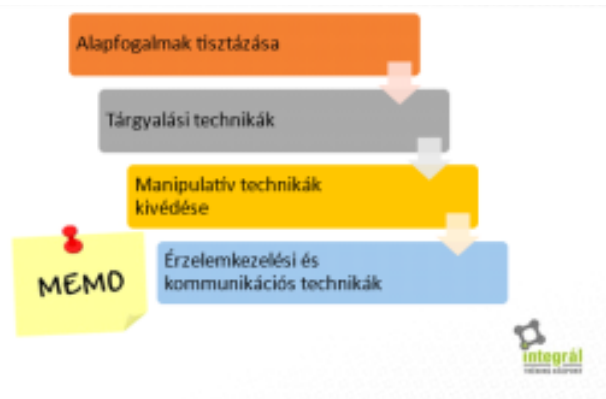 Alapfogalmak tisztázása
Tárgyalási technikák
Manipulatív technikák
kivédése
Érzelemkezelési és
kommunikációs technikák
MEMO
integrál